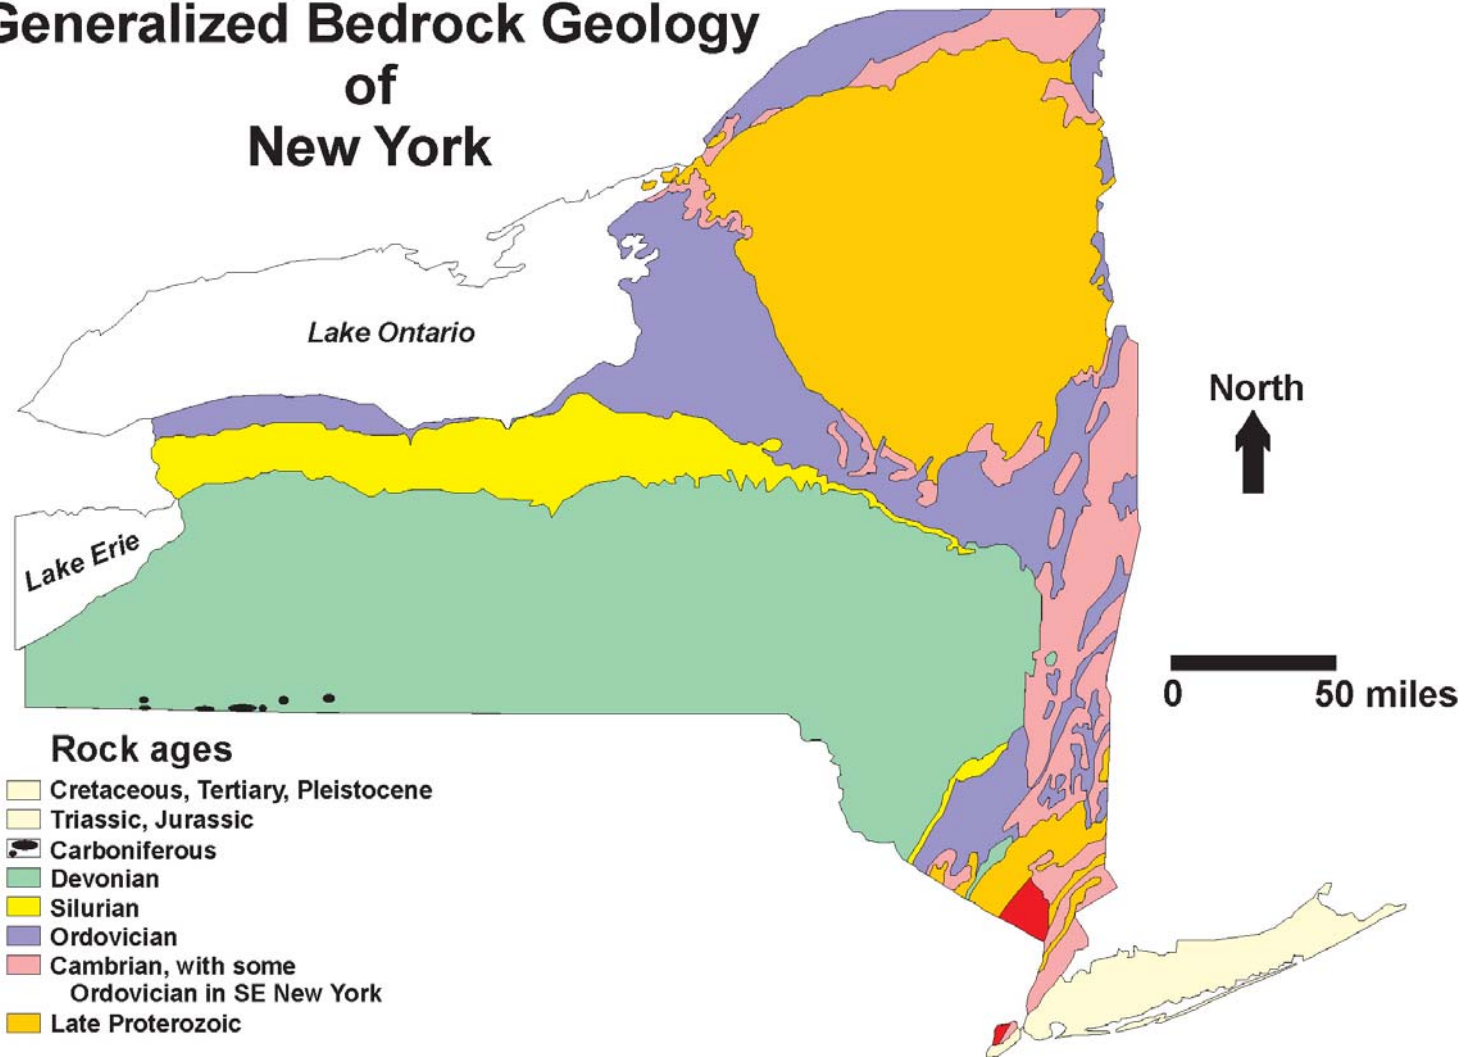 Generalized Bedrock Geology
of
New York
Lake Ontario
North
Lake Erie
0 50 miles
Rock ages
Cretaceous, Tertiary, Pleistocene
Triassic, Jurassic
Carboniferous
Devonian
Silurian
Ordovician
Cambrian, with some
Ordovician in SE New York
Late Proterozoic